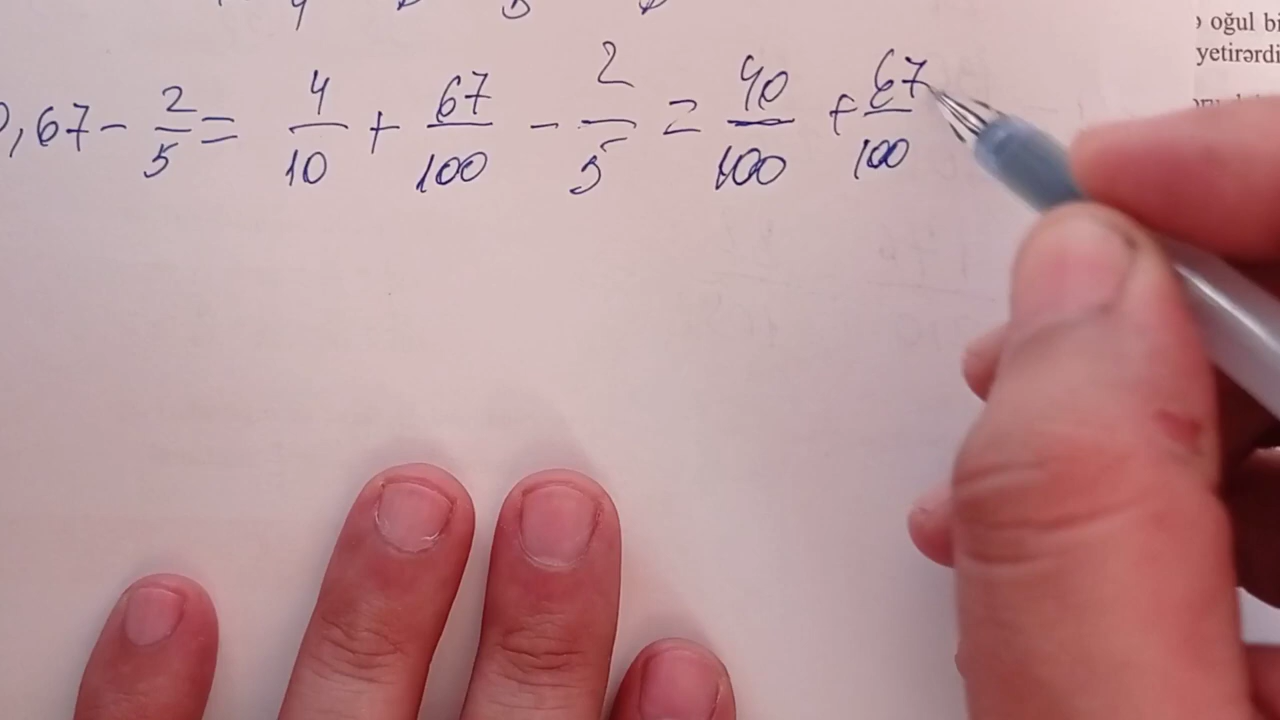 ,67 - 2/5 = 4/10 + 67/100 - 2/5 = 40/100 + 67/100
oğul bi
yetirərdi